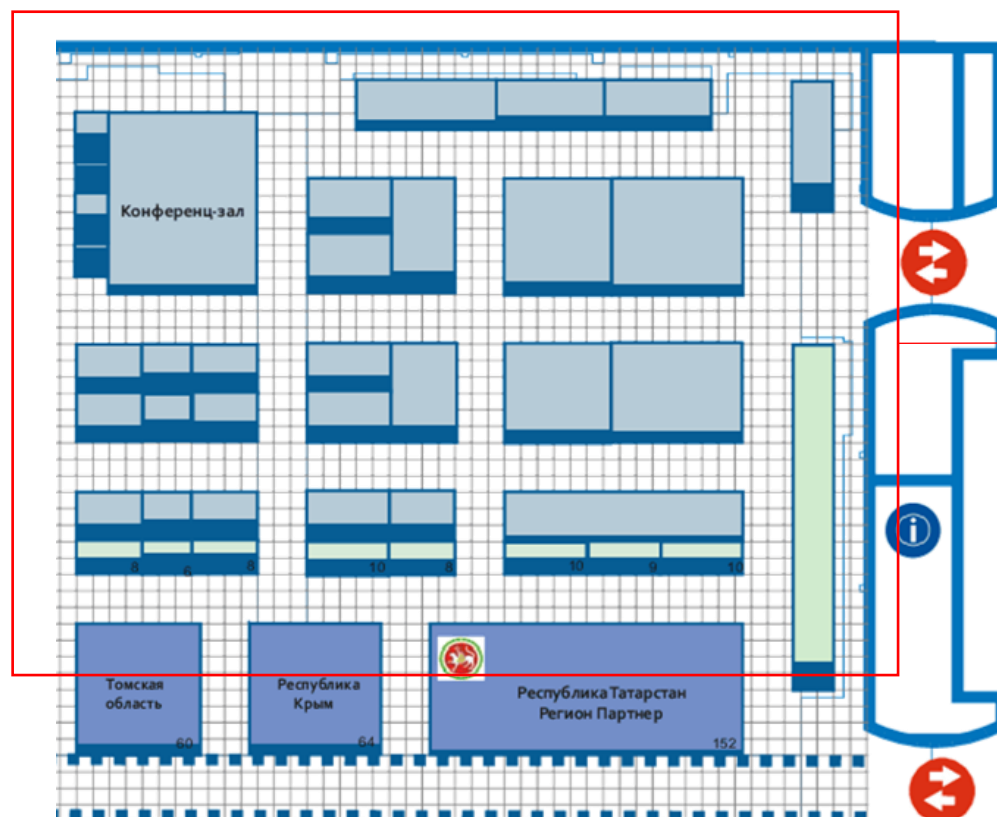 Конференц-зал
8
6
8
10
8
10
9
10
Томская
область
60
Республика
Крым
64
Республика Татарстан
Регион Партнер
152
i